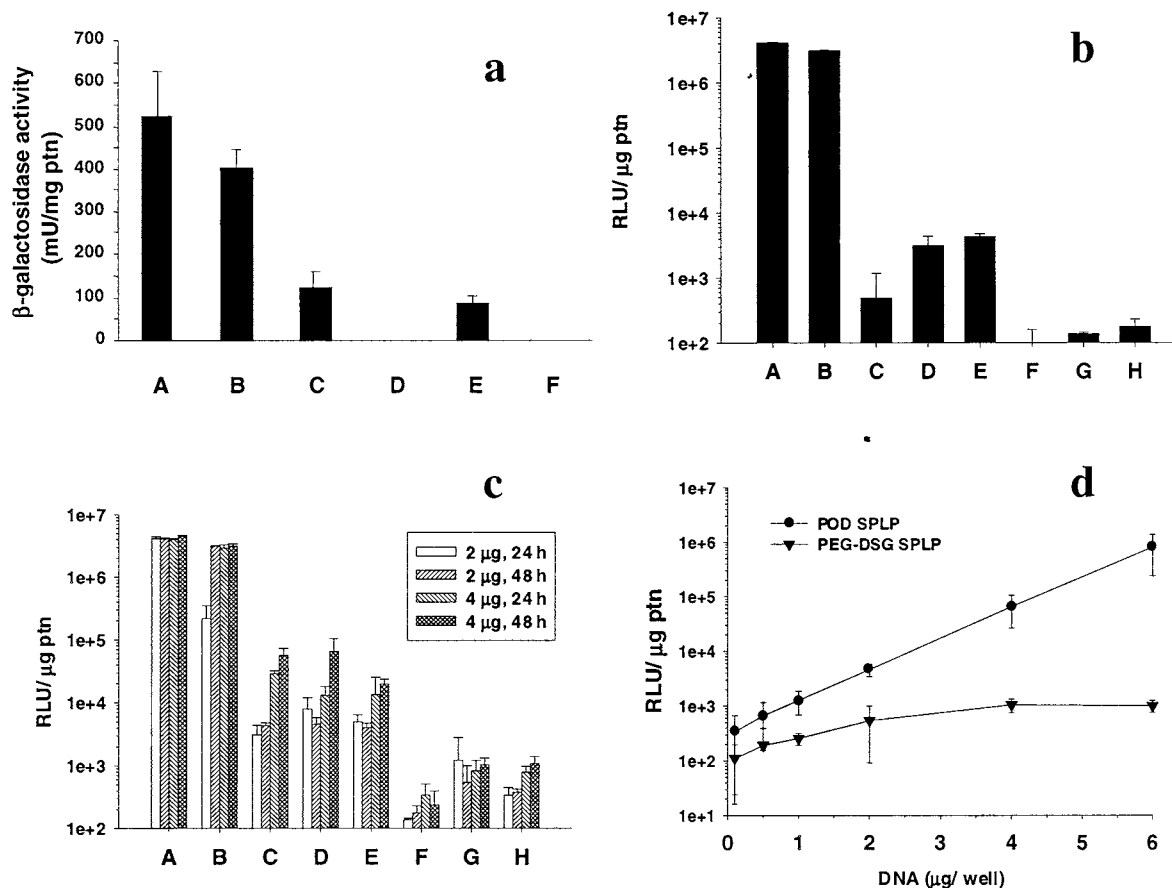 a
β-galactosidase activity
(mU/mg ptn)
700
600
500
400
300
200
100
0
A B C D E F
b
RLU/ µg ptn
1e+7
1e+6
1e+5
1e+4
1e+3
1e+2
A B C D E F G H
c
RLU/ µg ptn
1e+7
1e+6
1e+5
1e+4
1e+3
1e+2
2 µg, 24 h
2 µg, 48 h
4 µg, 24 h
4 µg, 48 h
A B C D E F G H
d
RLU/ µg ptn
1e+7
1e+6
1e+5
1e+4
1e+3
1e+2
1e+1
POD SPLP
PEG-DSG SPLP
0 1 2 3 4 5 6
DNA (µg/ well)